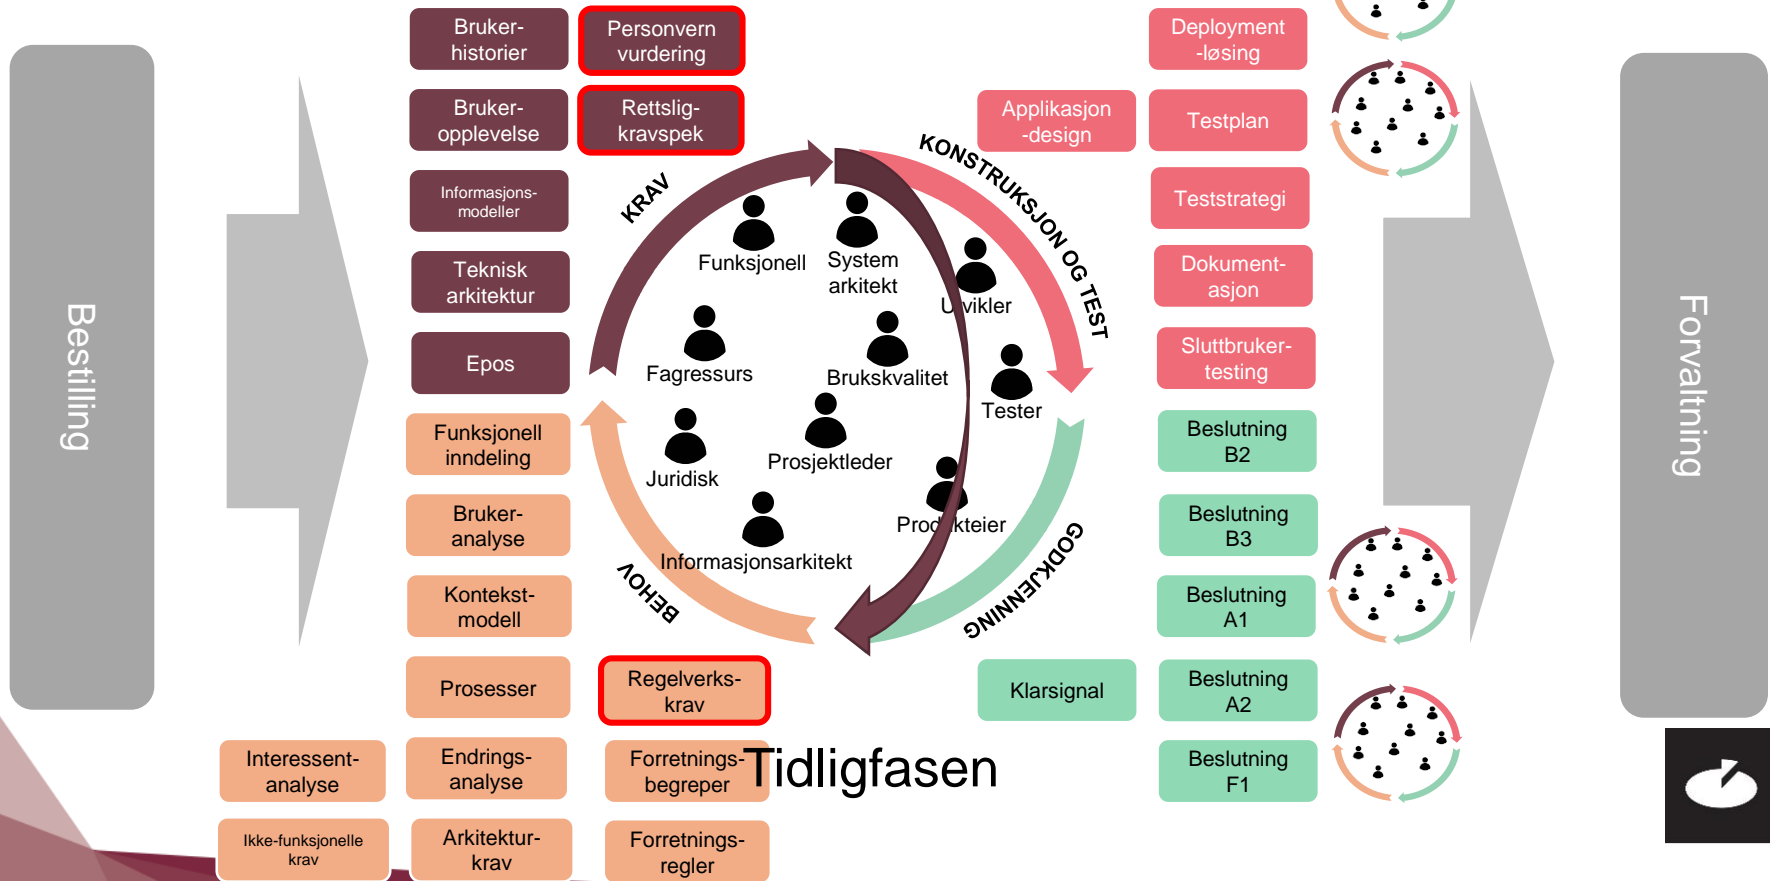 Bestilling
Bruker-
historier
Personvern
vurdering
Bruker-
opplevelse
Rettslig-
kravspek
Informasjons-
modeller
Teknisk
arkitektur
Epos
Funksjonell
inndeling
Bruker-
analyse
Kontekst-
modell
Prosesser
Regelverks-
krav
Interessent-
analyse
Endrings-
analyse
Forretnings-
begreper
Ikke-funksjonelle
krav
Arkitektur-
krav
Forretnings-
regler
KRAV
KONSTRUKSJON OG TEST
GODKJENNING
BEHOV
Funksjonell
System
arkitekt
Utvikler
Fagressurs
Brukskvalitet
Tester
Juridisk
Prosjektleder
Produkteier
Informasjonsarkitekt
Tidligfasen
Deployment
-løsing
Applikasjon
-design
Testplan
Teststrategi
Dokument-
asjon
Sluttbruker-
testing
Beslutning
B2
Beslutning
B3
Beslutning
A1
Klarsignal
Beslutning
A2
Beslutning
F1
Forvaltning